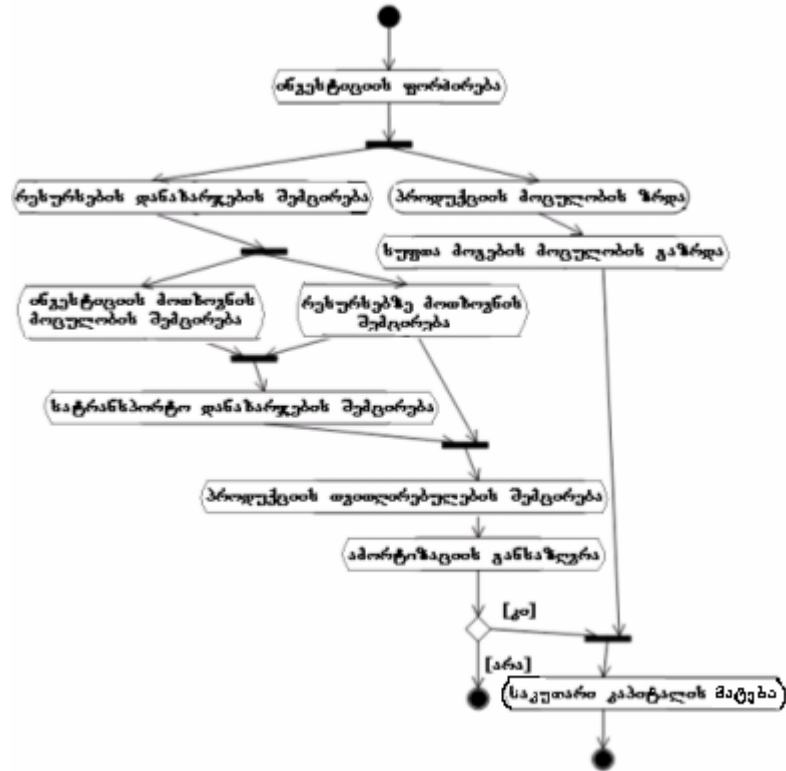 ინვესტიციის ფორმირება
რესურსების დანახარჯების შემცირება
პროდუქციის მოცულობის ზრდა
სუფთა მოგების მოცულობის გაზრდა
ინვესტიციის მოთხოვნის
მოცულობის შემცირება
რესურსებზე მოთხოვნის
შემცირება
სატრანსპორტო დანახარჯების შემცირება
პროდუქციის თვითღირებულების შემცირება
ამორტიზაციის განსაზღვრა
[კი]
[არა]
საკუთარი კაპიტალის მატება